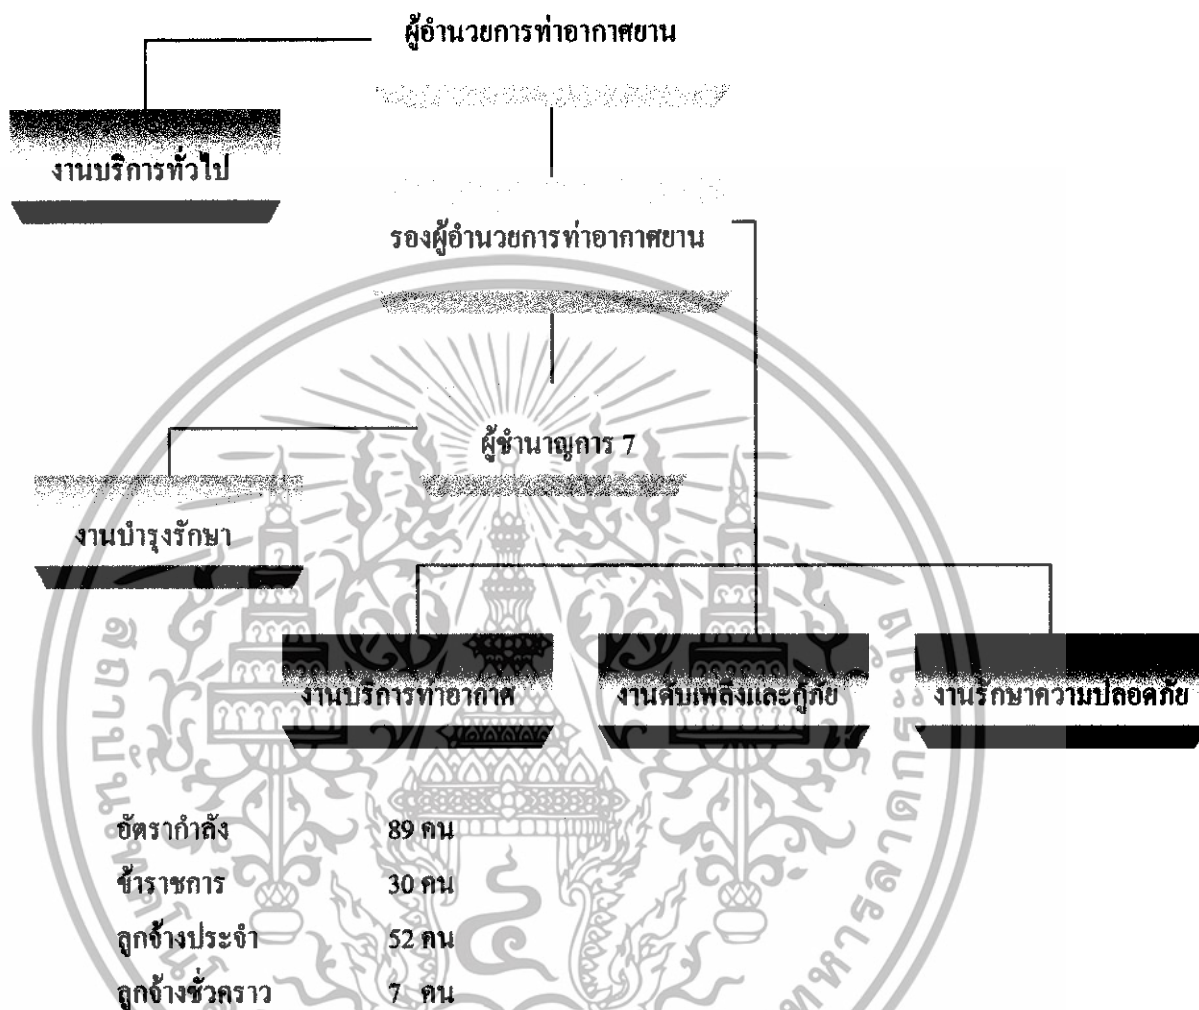 ผู้อำนวยการท่าอากาศยาน
งานบริการทั่วไป
รองผู้อำนวยการท่าอากาศยาน
ผู้ชำนาญการ 7
งานบำรุงรักษา
งานบริการท่าอากาศ
งานดับเพลิงและกู้ภัย
งานรักษาความปลอดภัย
อัตรากำลัง 89 คน
ข้าราชการ 30 คน
ลูกจ้างประจำ 52 คน
ลูกจ้างชั่วคราว 7 คน